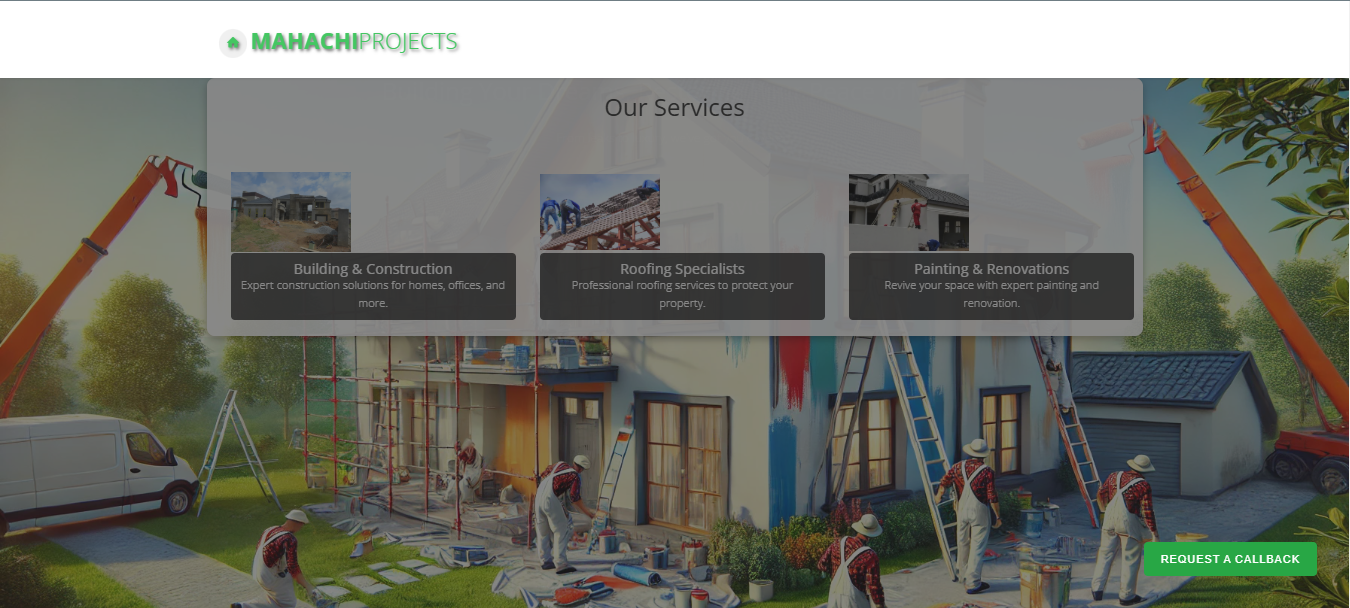 MAHACHIPROJECTS
Our Services
Building & Construction
Expert construction solutions for homes, offices, and
more.
Roofing Specialists
Professional roofing services to protect your
property.
Painting & Renovations
Revive your space with expert painting and
renovation.
REQUEST A CALLBACK